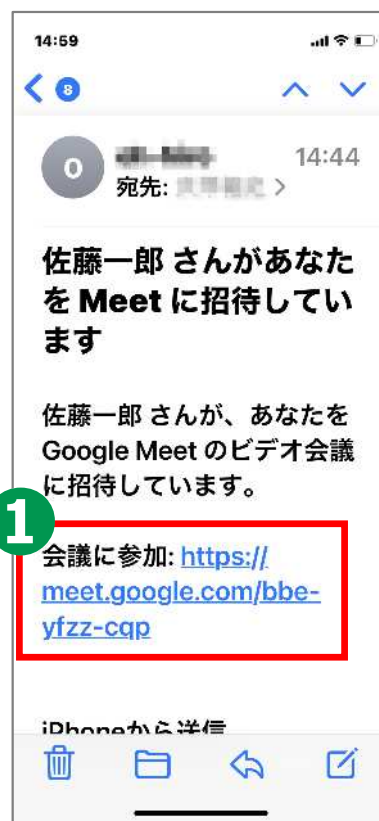 14:59
8
O
14:44
宛先:
佐藤一郎 さんがあなた
を Meet に招待してい
ます
佐藤一郎 さんが、あなたを
Google Meet のビデオ会議
に招待しています。
1
会議に参加: https://
meet.google.com/bbe-
yfzz-cqp
iPhoneから送信